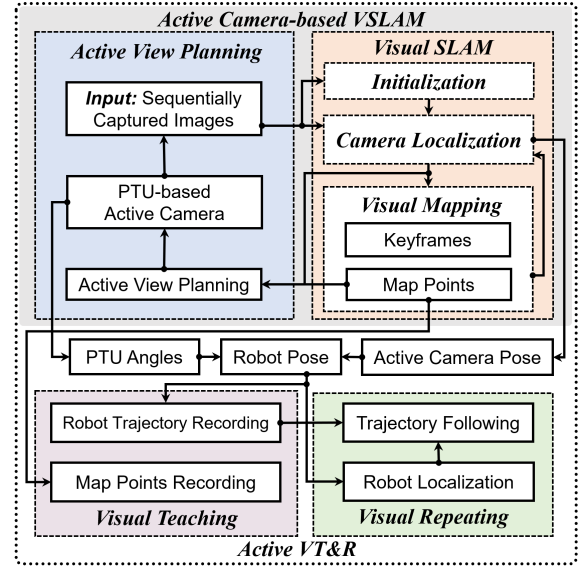 Active Camera-based VSLAM
Active View Planning
Visual SLAM
Input: Sequentially
Captured Images
Initialization
Camera Localization
PTU-based
Active Camera
Visual Mapping
Keyframes
Active View Planning
Map Points
PTU Angles
Robot Pose
Active Camera Pose
Robot Trajectory Recording
Trajectory Following
Map Points Recording
Robot Localization
Visual Teaching
Visual Repeating
Active VT&R